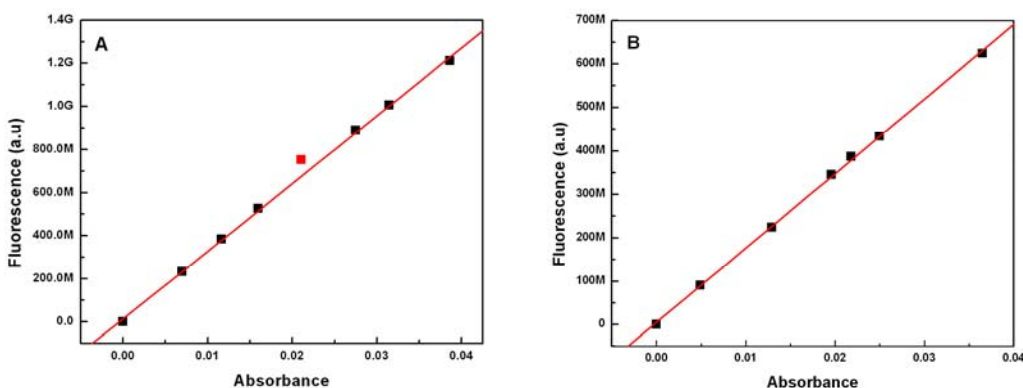 A
1.4G
1.2G
1.0G
800.0M
600.0M
400.0M
200.0M
0.0
Fluorescence (a.u)
0.00 0.01 0.02 0.03 0.04
Absorbance
B
700M
600M
500M
400M
300M
200M
100M
0
Fluorescence (a.u)
0.00 0.01 0.02 0.03 0.04
Absorbance